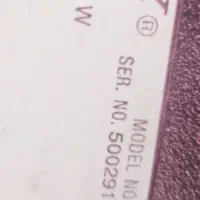 ®
W
MODEL NO
SER. NO. 500291